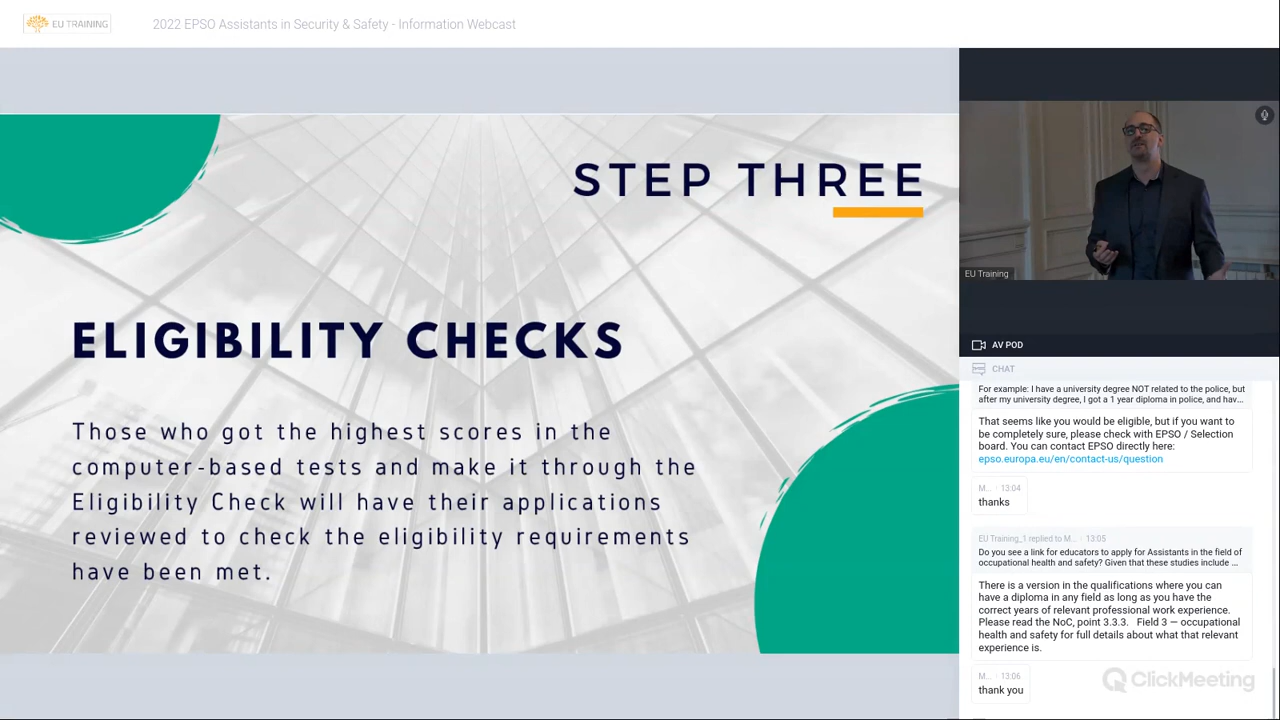 EU TRAINING
2022 EPSO Assistants in Security & Safety - Information Webcast
STEP THREE
ELIGIBILITY CHECKS
Those who got the highest scores in the
computer-based tests and make it through the
Eligibility Check will have their applications
reviewed to check the eligibility requirements
have been met.
EU Training
AV POD
CHAT
For example: I have a university degree NOT related to the police, but
after my university degree, I got a 1 year diploma in police, and hav...
That seems like you would be eligible, but if you want to
be completely sure, please check with EPSO / Selection
board. You can contact EPSO directly here:
epso.europa.eu/en/contact-us/question
M... 13:04
thanks
EU Training_1 replied to M... 13:05
Do you see a link for educators to apply for Assistants in the field of
occupational health and safety? Given that these studies include ...
There is a version in the qualifications where you can
have a diploma in any field as long as you have the
correct years of relevant professional work experience.
Please read the NoC, point 3.3.3. Field 3 — occupational
health and safety for full details about what that relevant
experience is.
M... 13:06
thank you
ClickMeeting